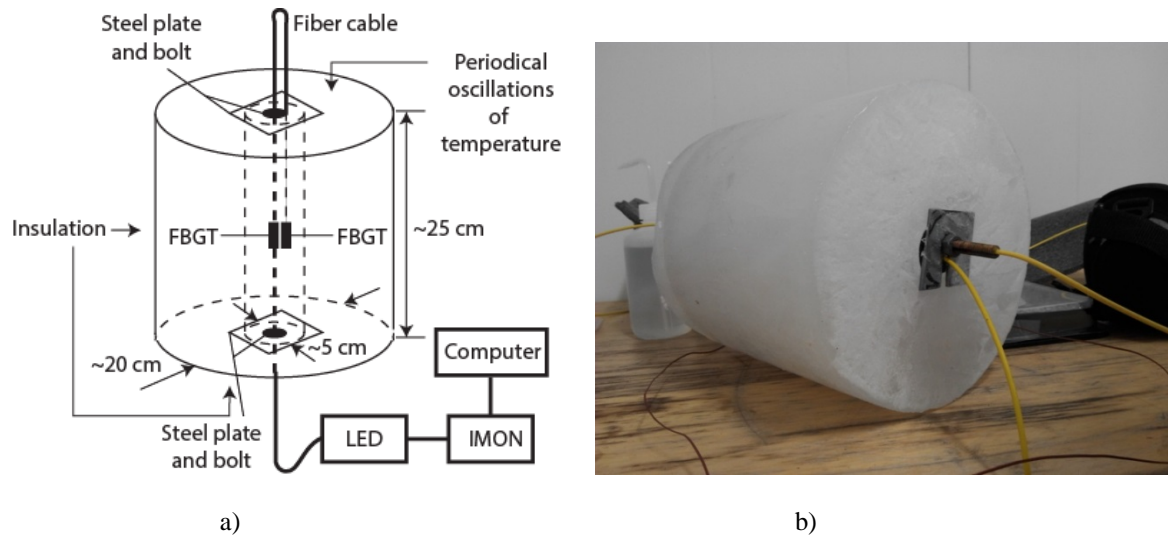 Steel plate
and bolt
Fiber cable
Periodical
oscillations
of
temperature
Insulation
FBGT
FBGT
~25 cm
~5 cm
~20 cm
Computer
Steel plate
and bolt
LED
IMON
a)
b)